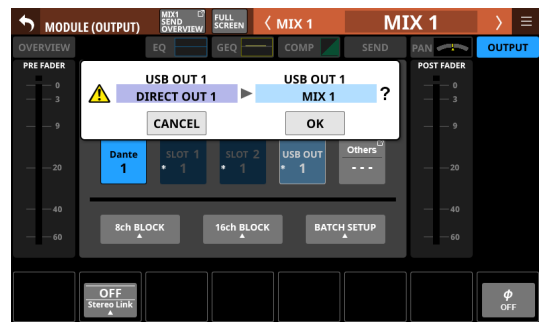 MODULE (OUTPUT)
MIX1
SEND
OVERVIEW
FULL
SCREEN
MIX 1
MIX 1
OVERVIEW
EQ
GEQ
COMP
SEND
PAN
OUTPUT
PRE FADER
POST FADER
USB OUT 1
DIRECT OUT 1
USB OUT 1
MIX 1
?
CANCEL
OK
0
3
9
20
40
60
0
3
9
20
40
60
Dante
1
SLOT 1
* 1
SLOT 2
* 1
USB OUT
* 1
Others
---
8ch BLOCK
16ch BLOCK
BATCH SETUP
OFF
Stereo Link
φ
OFF